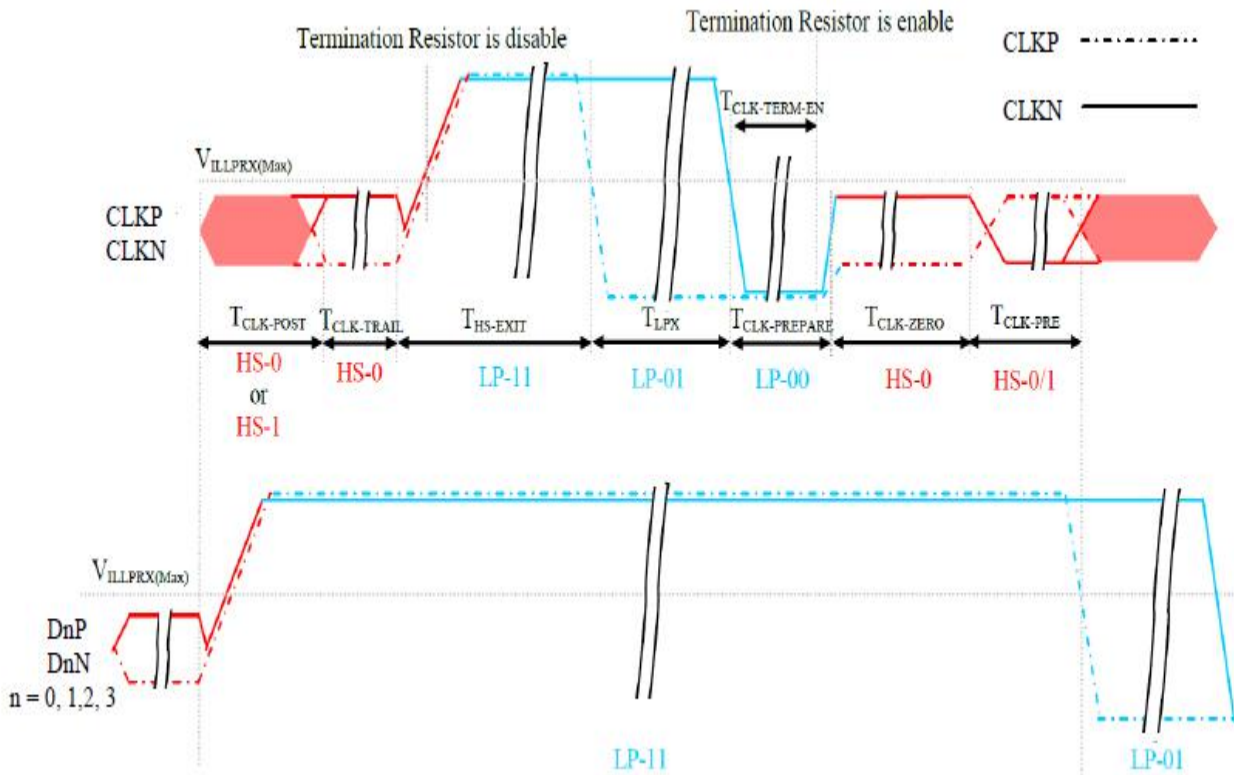 Termination Resistor is disable
Termination Resistor is enable
CLKP
CLKN
TCLK-TERM-EN
VILLPRX(Max)
CLKP
CLKN
TCLK-POST
TCLK-TRAIL
THS-EXIT
TLPX
TCLK-PREPARE
TCLK-ZERO
TCLK-PRE
HS-0
or
HS-1
HS-0
LP-11
LP-01
LP-00
HS-0
HS-0/1
VILLPRX(Max)
DnP
DnN
n = 0, 1,2, 3
LP-11
LP-01